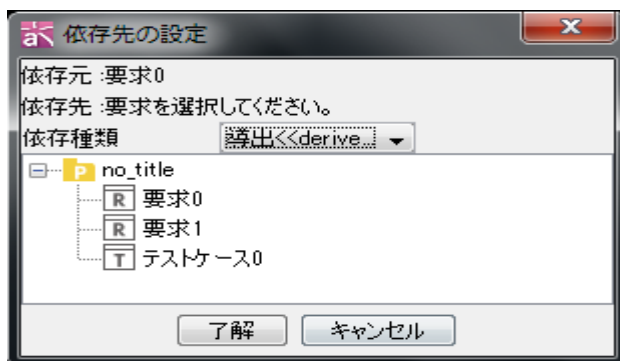 依存先の設定
依存元 :要求0
依存先 :要求を選択してください。
依存種類 導出<<derive...
no_title
R 要求0
R 要求1
T テストケース0
了解 キャンセル